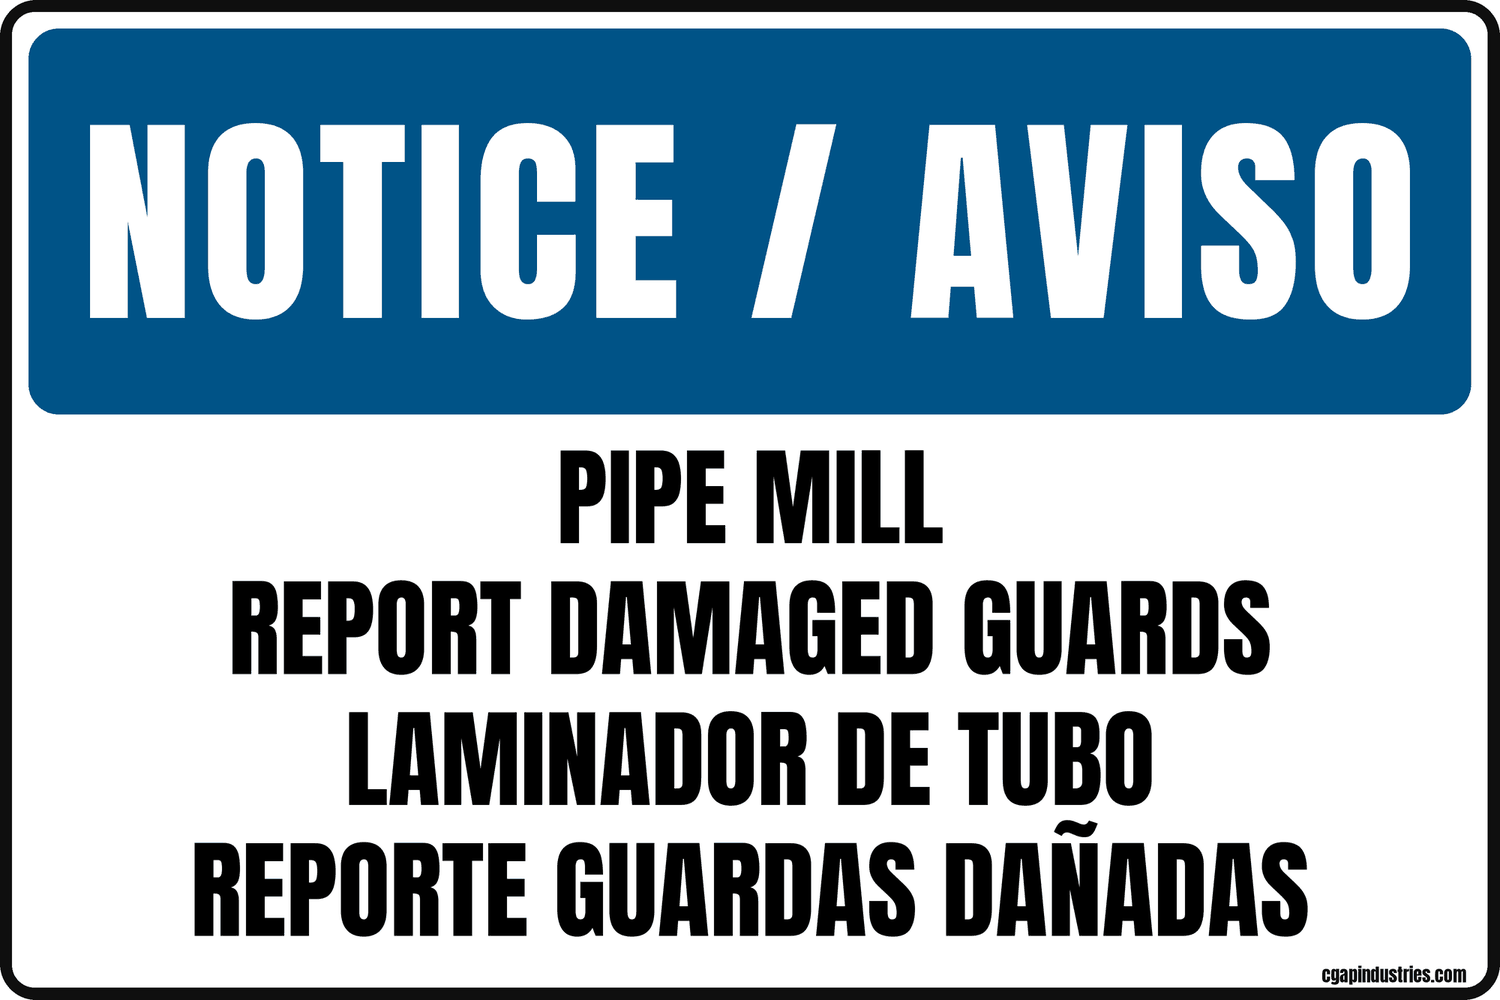 NOTICE / AVISO
PIPE MILL
REPORT DAMAGED GUARDS
LAMINADOR DE TUBO
REPORTE GUARDAS DAÑADAS
cgapindustries.com